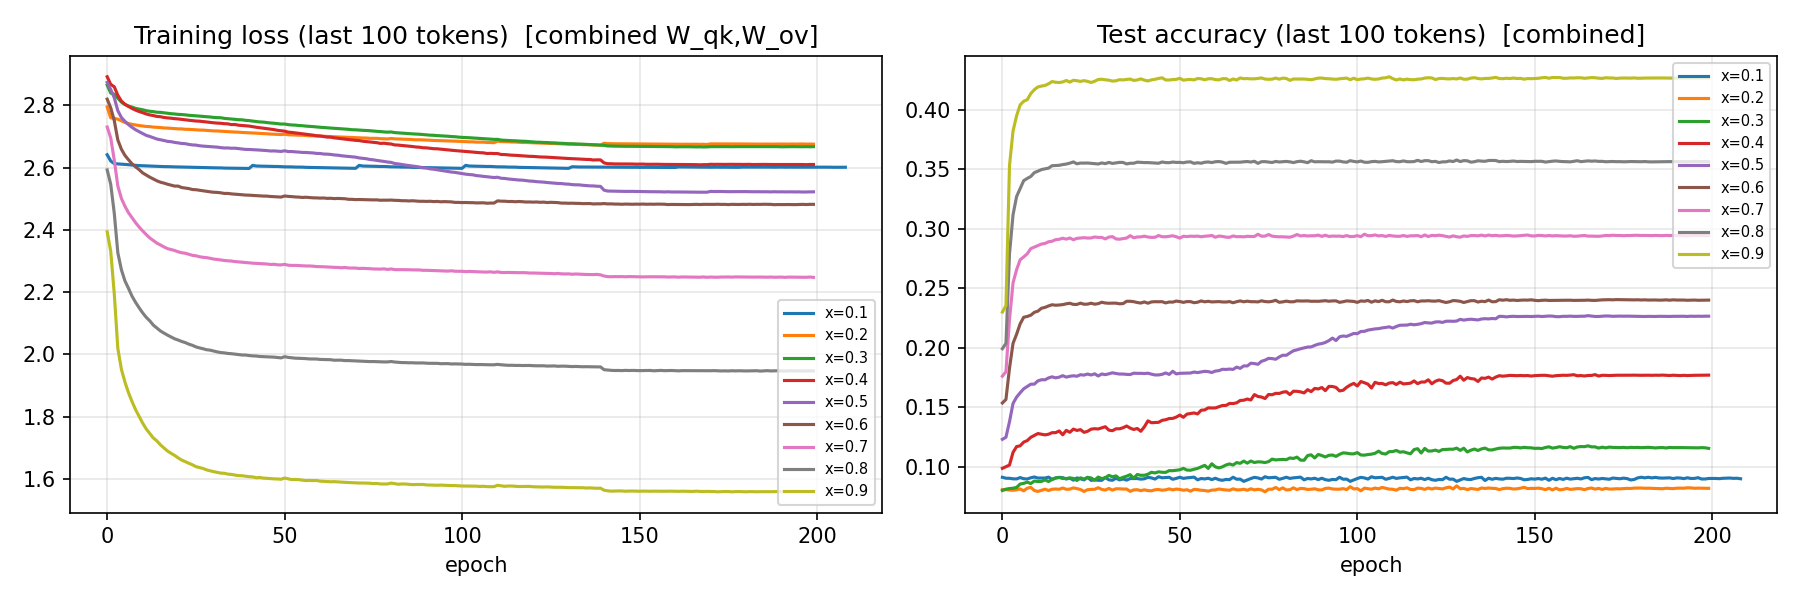 Training loss (last 100 tokens)  [combined W_qk,W_ov]
2.8
2.6
2.4
2.2
2.0
1.8
1.6
0
50
100
150
200
epoch
x=0.1
x=0.2
x=0.3
x=0.4
x=0.5
x=0.6
x=0.7
x=0.8
x=0.9
Test accuracy (last 100 tokens)  [combined]
0.40
0.35
0.30
0.25
0.20
0.15
0.10
0
50
100
150
200
epoch
x=0.1
x=0.2
x=0.3
x=0.4
x=0.5
x=0.6
x=0.7
x=0.8
x=0.9